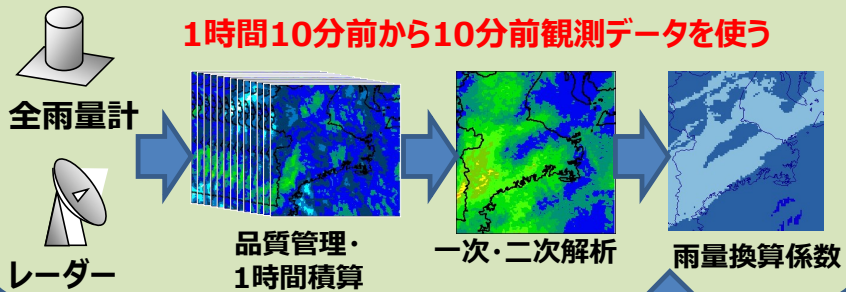 1時間10分前から10分前観測データを使う
全雨量計
レーダー
品質管理・
1時間積算
一次・二次解析
雨量換算係数